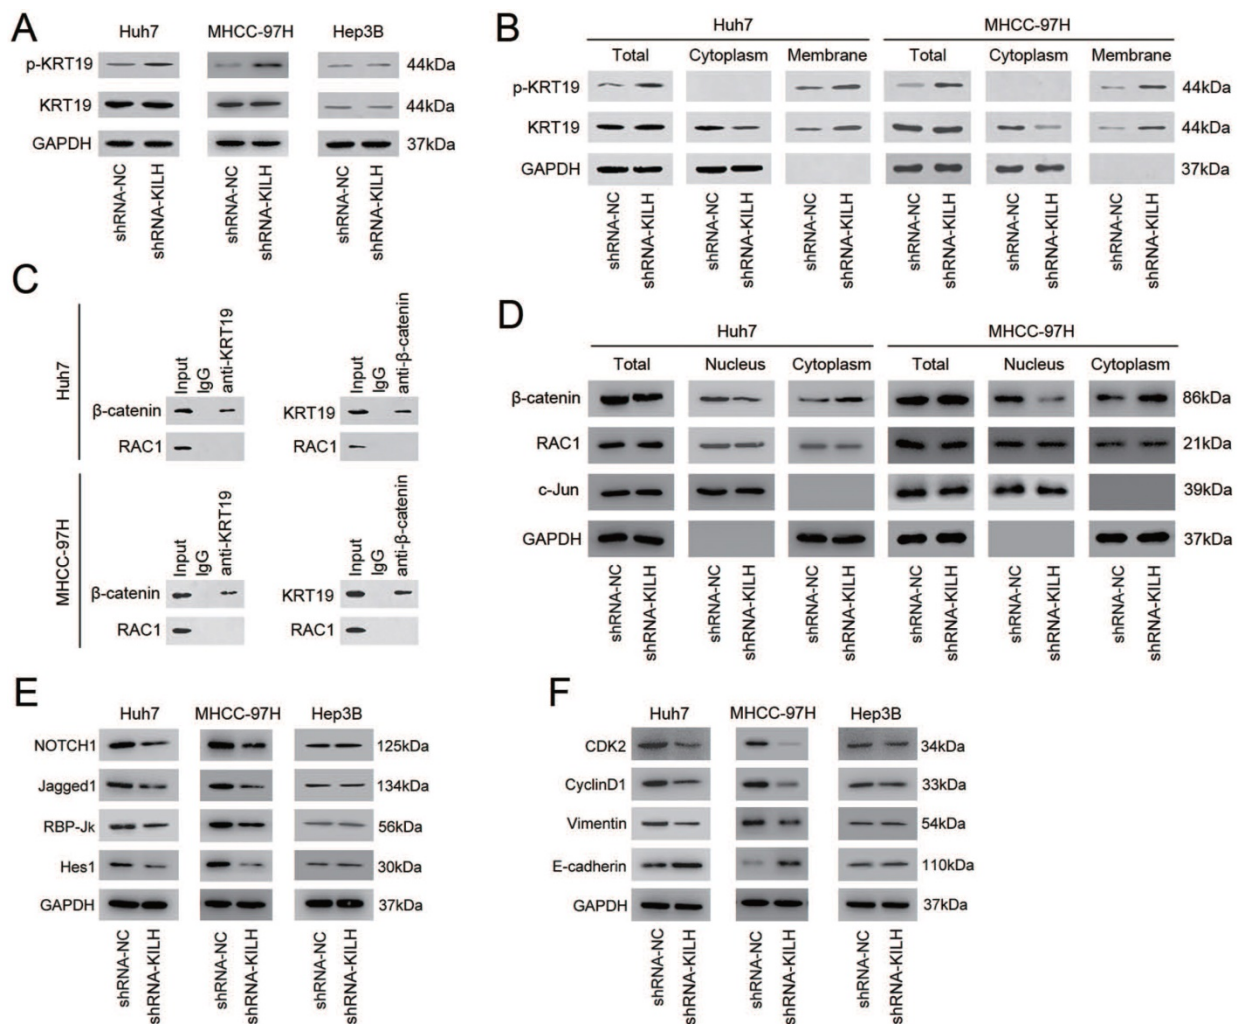 A
Huh7 MHCC-97H Hep3B
p-KRT19 44kDa
KRT19 44kDa
GAPDH 37kDa
shRNA-NC shRNA-KILH shRNA-NC shRNA-KILH shRNA-NC shRNA-KILH
B
Huh7 MHCC-97H
Total Cytoplasm Membrane Total Cytoplasm Membrane
p-KRT19 44kDa
KRT19 44kDa
GAPDH 37kDa
shRNA-NC shRNA-KILH shRNA-NC shRNA-KILH shRNA-NC shRNA-KILH shRNA-NC shRNA-KILH shRNA-NC shRNA-KILH shRNA-NC shRNA-KILH
C
Huh7
Input IgG anti-KRT19 Input IgG anti-β-catenin
β-catenin KRT19
RAC1 RAC1
MHCC-97H
Input IgG anti-KRT19 Input IgG anti-β-catenin
β-catenin KRT19
RAC1 RAC1
D
Huh7 MHCC-97H
Total Nucleus Cytoplasm Total Nucleus Cytoplasm
β-catenin 86kDa
RAC1 21kDa
c-Jun 39kDa
GAPDH 37kDa
shRNA-NC shRNA-KILH shRNA-NC shRNA-KILH shRNA-NC shRNA-KILH shRNA-NC shRNA-KILH shRNA-NC shRNA-KILH shRNA-NC shRNA-KILH
E
Huh7 MHCC-97H Hep3B
NOTCH1 125kDa
Jagged1 134kDa
RBP-Jk 56kDa
Hes1 30kDa
GAPDH 37kDa
shRNA-NC shRNA-KILH shRNA-NC shRNA-KILH shRNA-NC shRNA-KILH
F
Huh7 MHCC-97H Hep3B
CDK2 34kDa
CyclinD1 33kDa
Vimentin 54kDa
E-cadherin 110kDa
GAPDH 37kDa
shRNA-NC shRNA-KILH shRNA-NC shRNA-KILH shRNA-NC shRNA-KILH